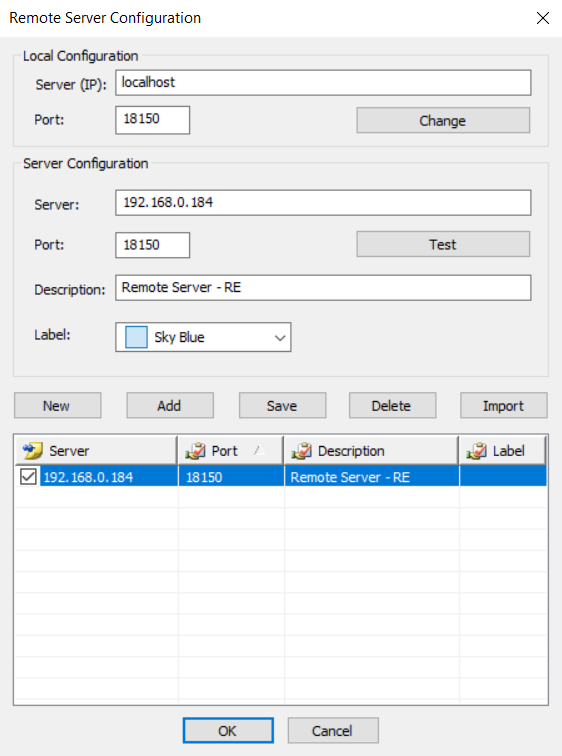 Remote Server Configuration
Local Configuration
Server (IP): localhost
Port: 18150 Change
Server Configuration
Server: 192.168.0.184
Port: 18150 Test
Description: Remote Server - RE
Label: Sky Blue
New Add Save Delete Import
Server Port Description Label
192.168.0.184 18150 Remote Server - RE
OK Cancel